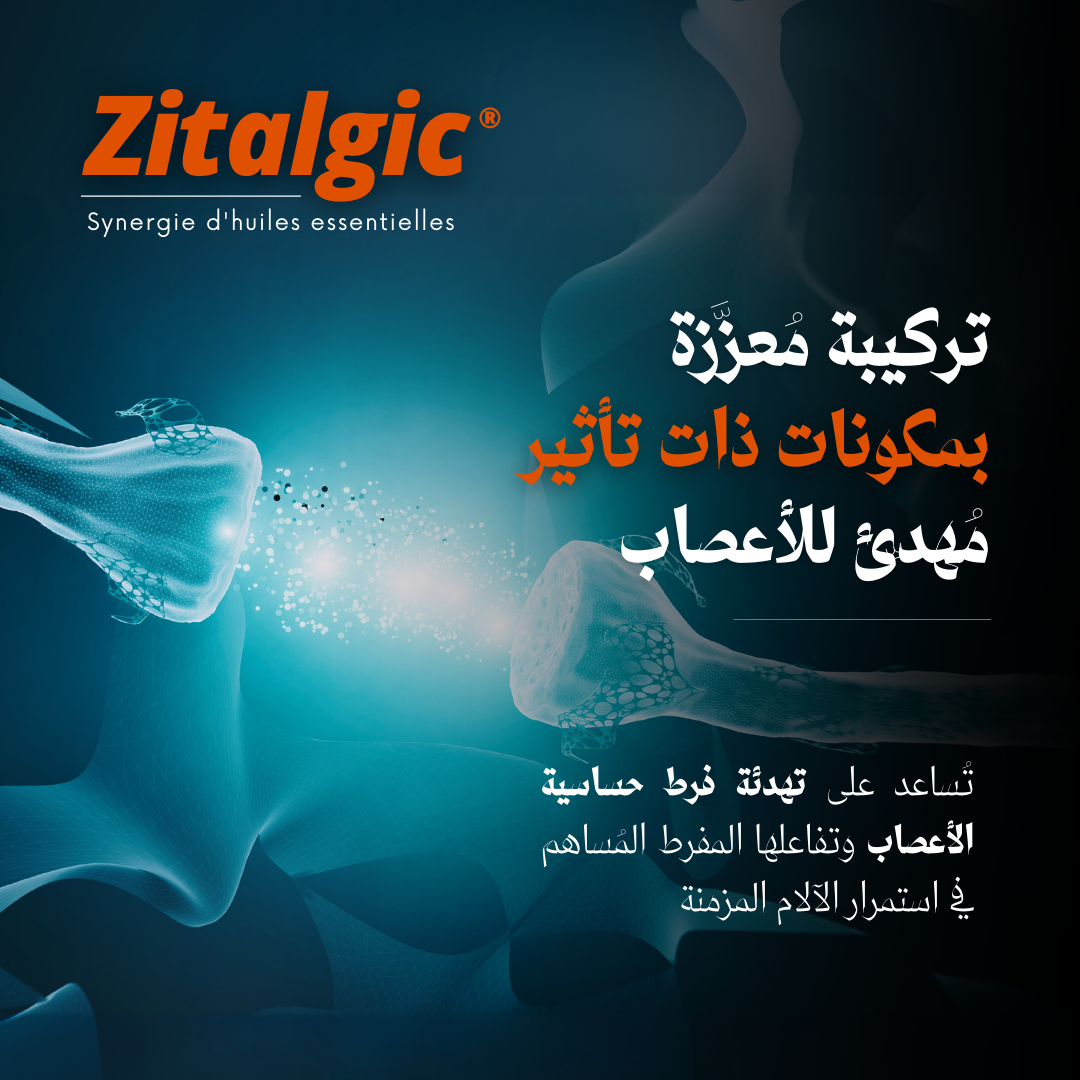 Zitalgic®
Synergie d'huiles essentielles
تركيبة مُعزَّزة
بمكونات ذات تأثير
مُهدئ للأعصاب
تُساعد على تهدئة فرط حساسية
الأعصاب وتفاعلها المفرط المُساهم
في استمرار الآلام المزمنة